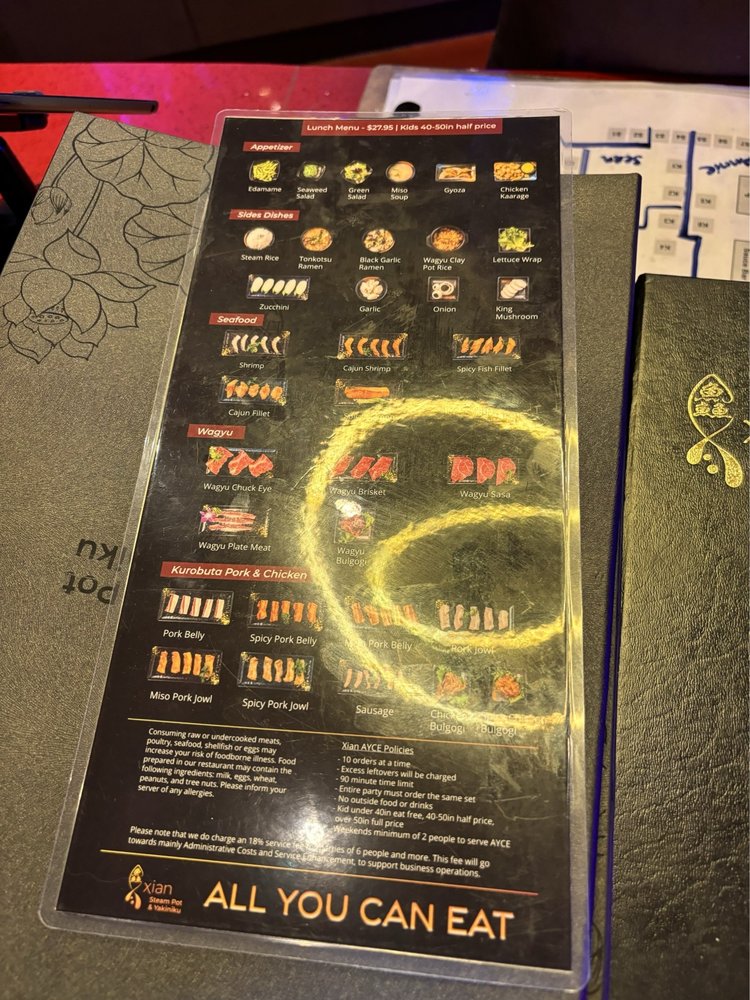 Lunch Menu - $27.95 | Kids 40-50in half price
Appetizer
Edamame
Seaweed
Salad
Green
Salad
Miso
Soup
Gyoza
Chicken
Kaarage
Sides Dishes
Steam Rice
Tonkotsu
Ramen
Black Garlic
Ramen
Wagyu Clay
Pot Rice
Lettuce Wrap
Zucchini
Garlic
Onion
King
Mushroom
Seafood
Shrimp
Cajun Shrimp
Spicy Fish Fillet
Cajun Fillet
Wagyu
Wagyu Chuck Eye
Wagyu Brisket
Wagyu Sasa
Wagyu Plate Meat
Wagyu
Bulgogi
Kurobuta Pork & Chicken
Pork Belly
Spicy Pork Belly
Pork Belly
Pork Jowl
Miso Pork Jowl
Spicy Pork Jowl
Sausage
Chicken
Bulgogi
Bulgogi
Consuming raw or undercooked meats,
poultry, seafood, shellfish or eggs may
increase your risk of foodborne illness. Food
prepared in our restaurant may contain the
following ingredients: milk, eggs, wheat,
peanuts, and tree nuts. Please inform your
server of any allergies.
Xian AYCE Policies
- 10 orders at a time
- Excess leftovers will be charged
- 90 minute time limit
- Entire party must order the same set
- No outside food or drinks
- Kid under 40in eat free, 40-50in half price,
over 50in full price
Weekends minimum of 2 people to serve AYCE
Please note that we do charge an 18% service fee parties of 6 people and more. This fee will go
towards mainly Administrative Costs and Service Enhancement, to support business operations.
xian
Steam Pot
& Yakiniku
ALL YOU CAN EAT
Pot
iku
Sean